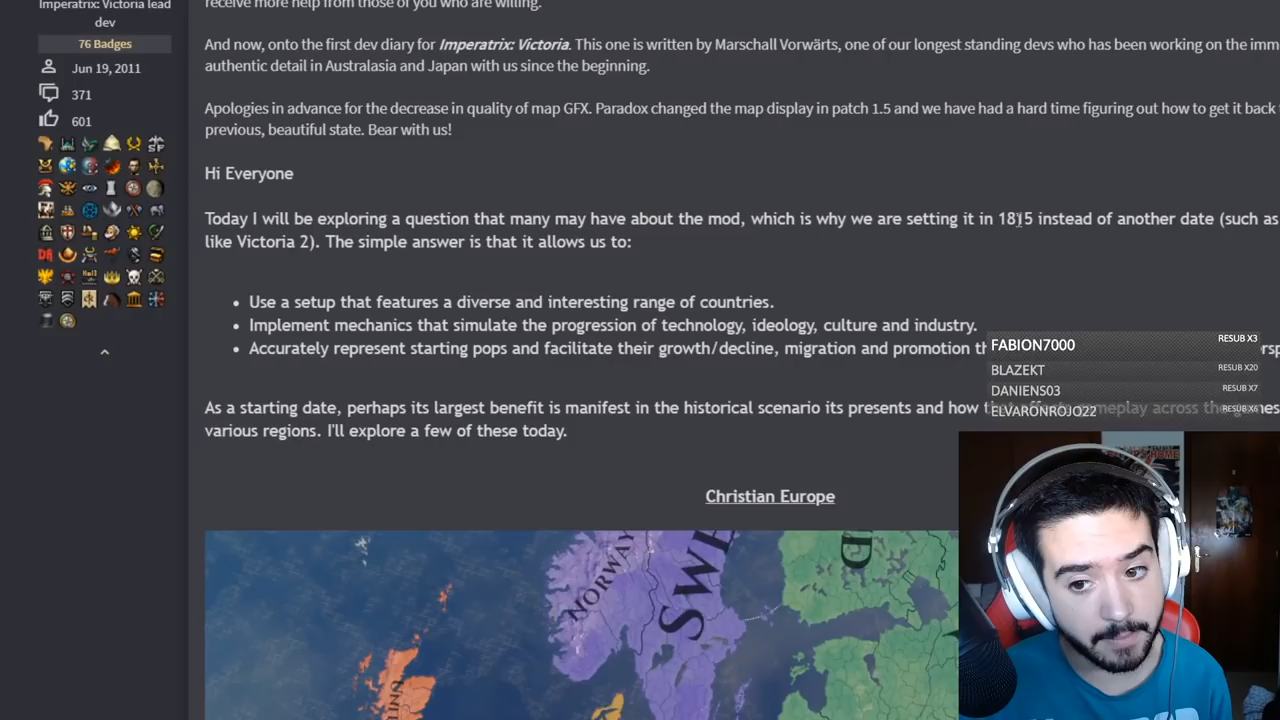 Imperatrix: Victoria lead
dev
76 Badges
Jun 19, 2011
371
601
receive more help from those of you who are willing.
And now, onto the first dev diary for Imperatrix: Victoria. This one is written by Marschall Vorwärts, one of our longest standing devs who has been working on the imm
authentic detail in Australasia and Japan with us since the beginning.
Apologies in advance for the decrease in quality of map GFX. Paradox changed the map display in patch 1.5 and we have had a hard time figuring out how to get it back
previous, beautiful state. Bear with us!
Hi Everyone
Today I will be exploring a question that many may have about the mod, which is why we are setting it in 1815 instead of another date (such as
like Victoria 2). The simple answer is that it allows us to:
• Use a setup that features a diverse and interesting range of countries.
• Implement mechanics that simulate the progression of technology, ideology, culture and industry.
• Accurately represent starting pops and facilitate their growth/decline, migration and promotion th
As a starting date, perhaps its largest benefit is manifest in the historical scenario its presents and how gameplay across the games
various regions. I'll explore a few of these today.
Christian Europe
NORWAY
SWE
FABION7000 RESUB X3
BLAZEKT RESUB X20
DANIENS03 RESUB X7
ELVARONROJO22 RESUB X6